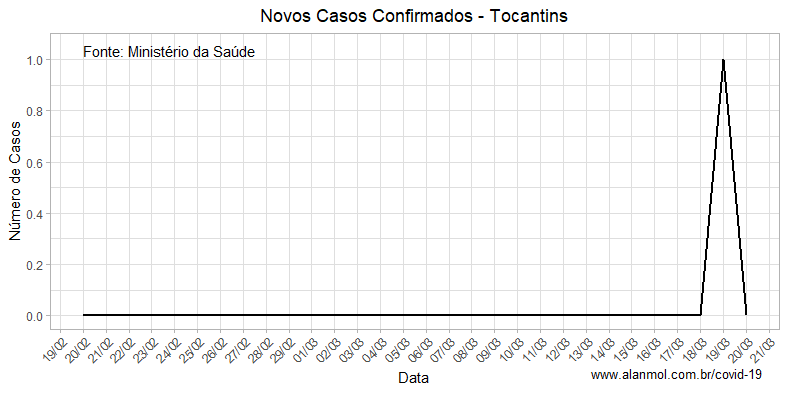 Novos Casos Confirmados - Tocantins
Fonte: Ministério da Saúde
Número de Casos
1.0
0.8
0.6
0.4
0.2
0.0
19/02 20/02 21/02 22/02 23/02 24/02 25/02 26/02 27/02 28/02 29/02 01/03 02/03 03/03 04/03 05/03 06/03 07/03 08/03 09/03 10/03 11/03 12/03 13/03 14/03 15/03 16/03 17/03 18/03 19/03 20/03 21/03
Data
www.alanmol.com.br/covid-19